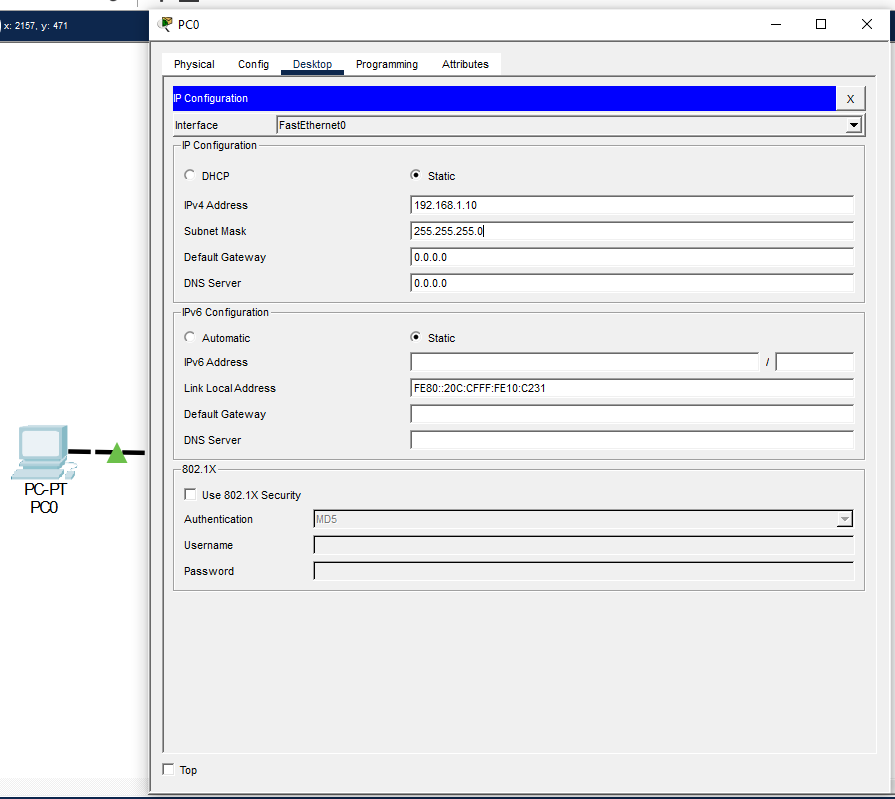 x: 2157, y: 471
PC0
Physical Config Desktop Programming Attributes
IP Configuration X
Interface FastEthernet0
IP Configuration
DHCP Static
IPv4 Address 192.168.1.10
Subnet Mask 255.255.255.0
Default Gateway 0.0.0.0
DNS Server 0.0.0.0
IPv6 Configuration
Automatic Static
IPv6 Address /
Link Local Address FE80::20C:CFFF:FE10:C231
Default Gateway
DNS Server
802.1X
Use 802.1X Security
Authentication MD5
Username
Password
Top
PC-PT
PC0